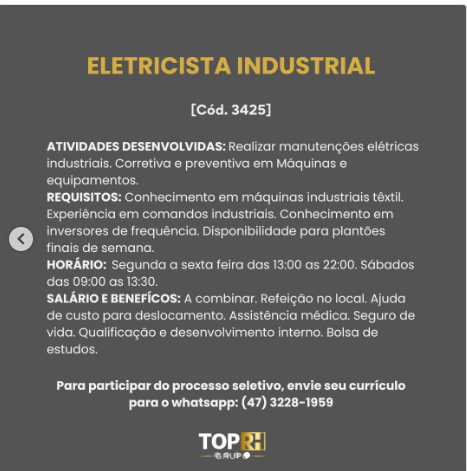 ELETRICISTA INDUSTRIAL
[Cód. 3425]
ATIVIDADES DESENVOLVIDAS: Realizar manutenções elétricas
industriais. Corretiva e preventiva em Máquinas e
equipamentos.
REQUISITOS: Conhecimento em máquinas industriais têxtil.
Experiência em comandos industriais. Conhecimento em
inversores de frequência. Disponibilidade para plantões
finais de semana.
HORÁRIO: Segunda a sexta feira das 13:00 as 22:00. Sábados
das 09:00 as 13:30.
SALÁRIO E BENEFÍCOS: A combinar. Refeição no local. Ajuda
de custo para deslocamento. Assistência médica. Seguro de
vida. Qualificação e desenvolvimento interno. Bolsa de
estudos.
Para participar do processo seletivo, envie seu currículo
para o whatsapp: (47) 3228-1959
TOP RH
GRUPO